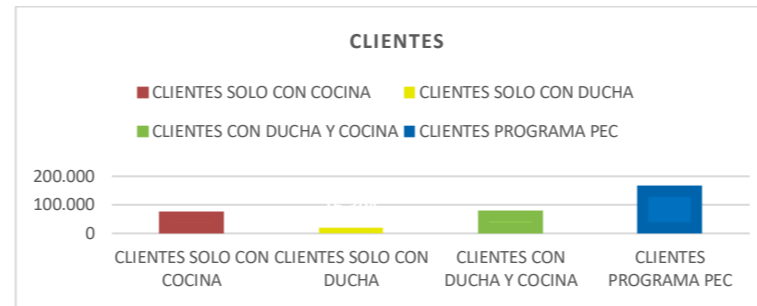 CLIENTES
CLIENTES SOLO CON COCINA CLIENTES SOLO CON DUCHA
CLIENTES CON DUCHA Y COCINA CLIENTES PROGRAMA PEC
200.000
100.000
0
CLIENTES SOLO CON COCINA
CLIENTES SOLO CON DUCHA
CLIENTES CON DUCHA Y COCINA
CLIENTES PROGRAMA PEC